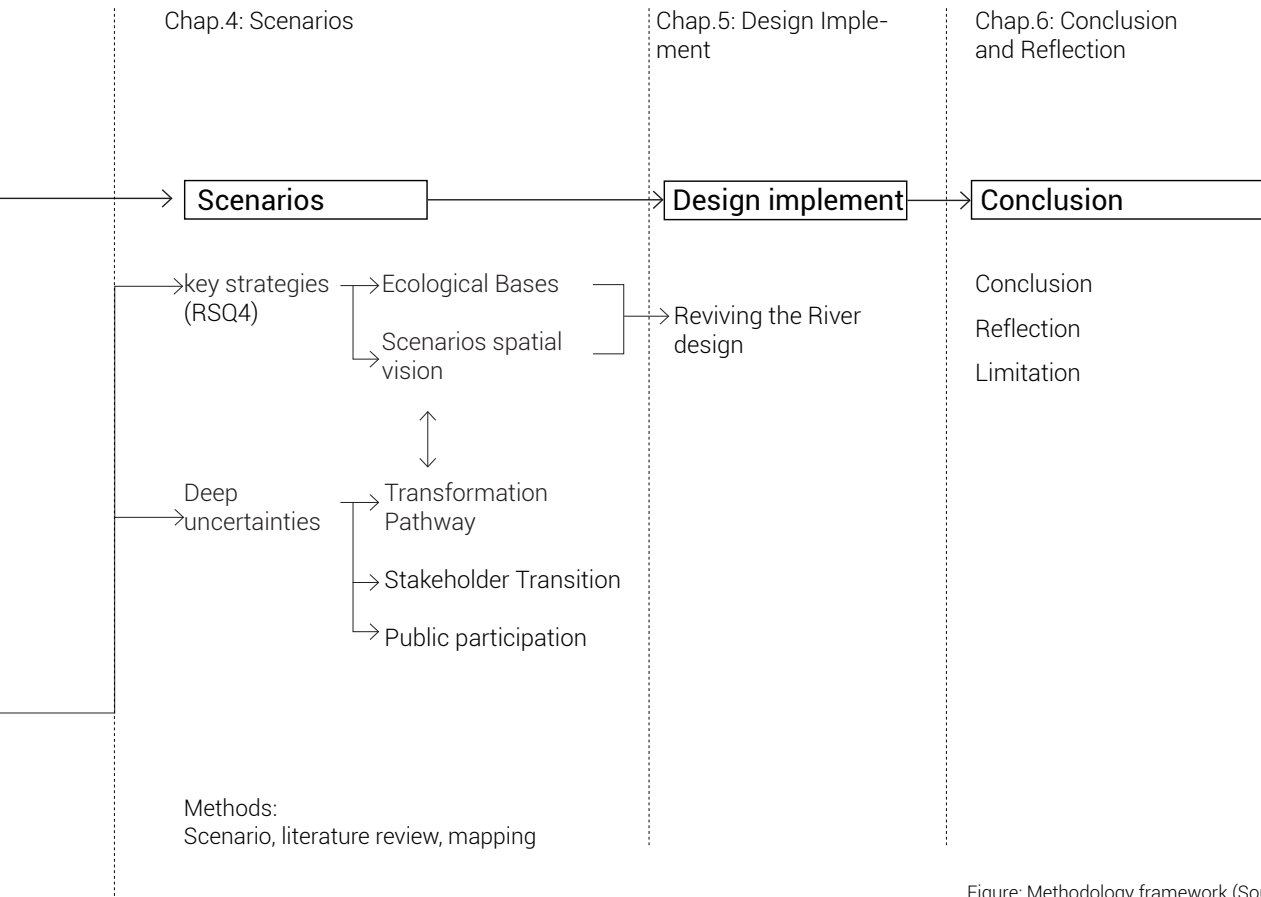 Chap.4: Scenarios
Chap.5: Design Imple-
ment
Chap.6: Conclusion
and Reflection
Scenarios
Design implement
Conclusion
key strategies
(RSQ4)
Ecological Bases
Scenarios spatial
vision
Reviving the River
design
Conclusion
Reflection
Limitation
Deep
uncertainties
Transformation
Pathway
Stakeholder Transition
Public participation
Methods:
Scenario, literature review, mapping
Figure: Methodology framework